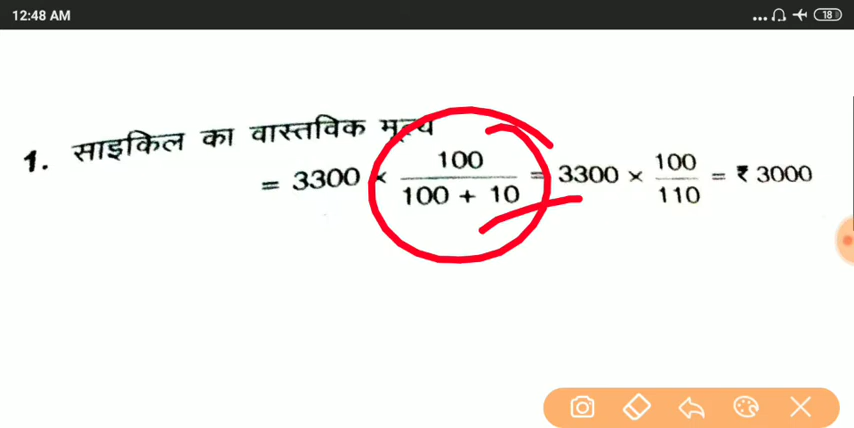 12:48 AM
18
1. साइकिल का वास्तविक मूल्य
= 3300 × 100 / 100 + 10 = 3300 × 100 / 110 = ₹ 3000